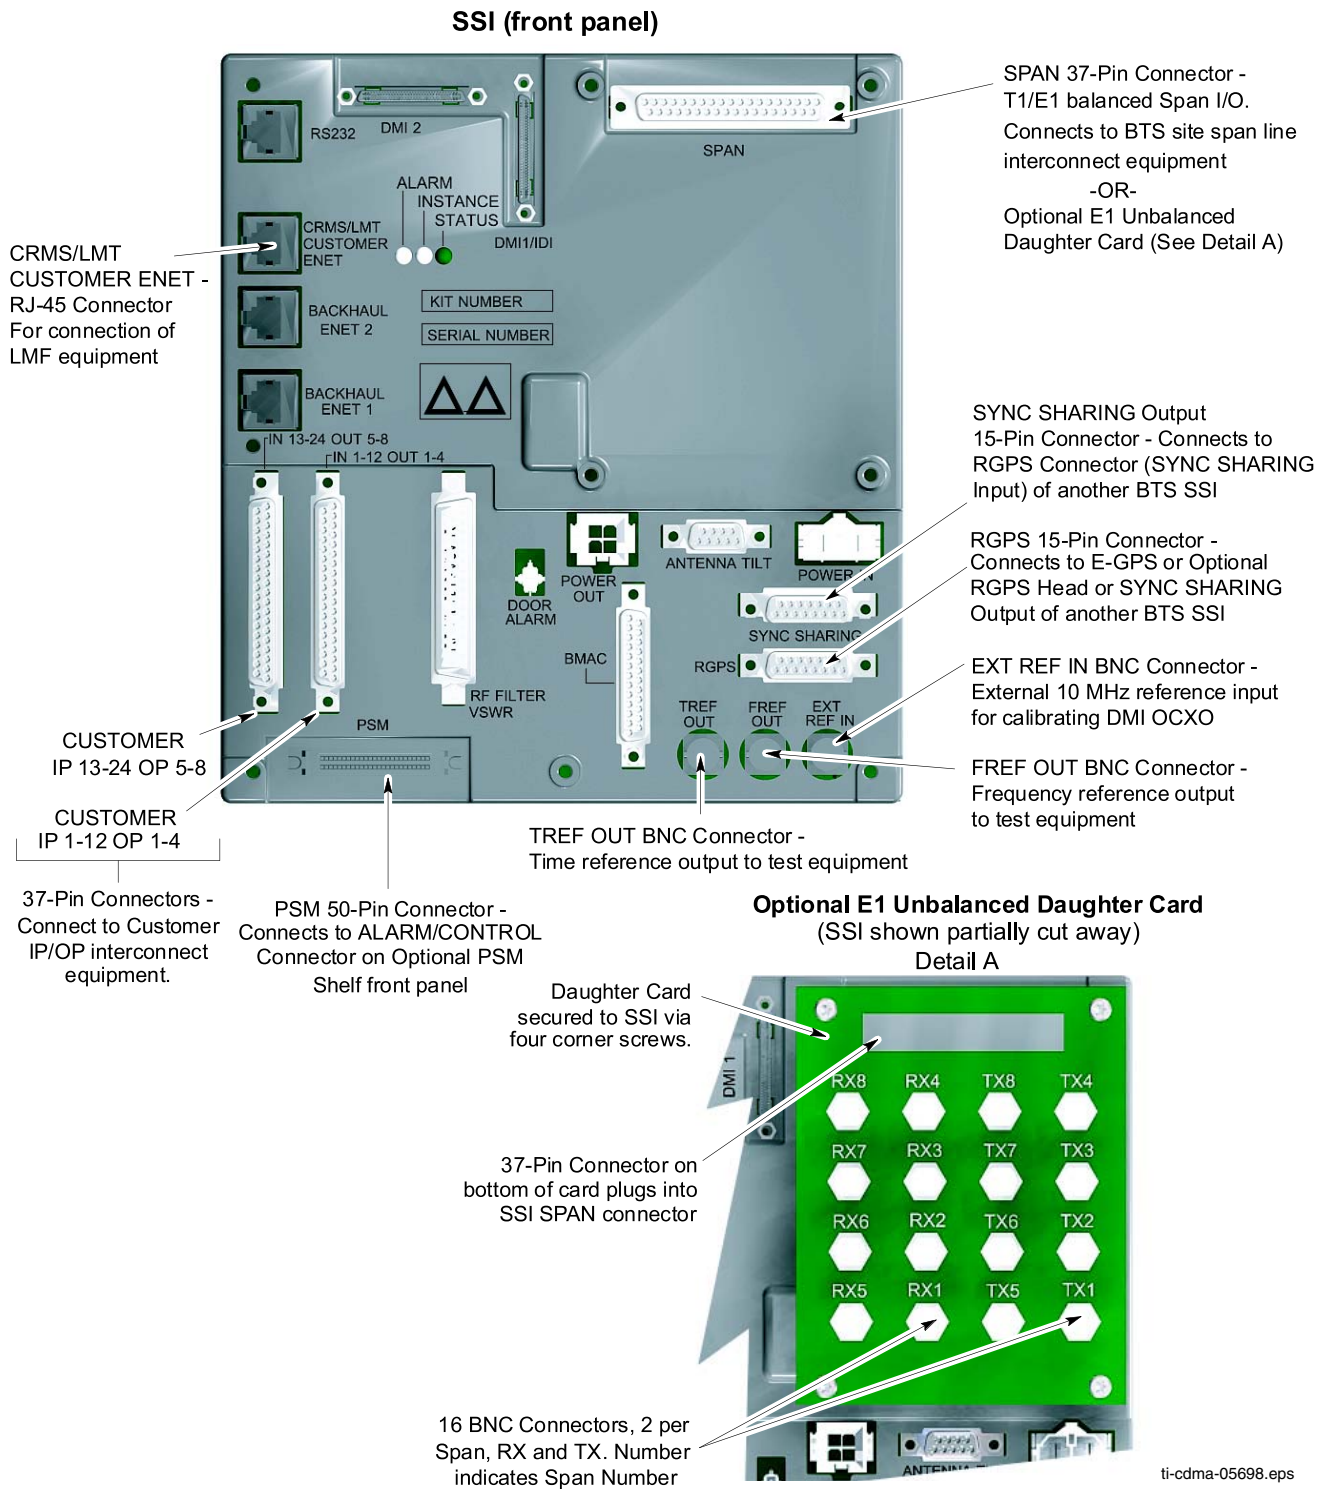 SSI (front panel)
SPAN 37-Pin Connector -
T1/E1 balanced Span I/O.
Connects to BTS site span line
interconnect equipment
-OR-
Optional E1 Unbalanced
Daughter Card (See Detail A)
RS232
DMI 2
SPAN
ALARM
INSTANCE
STATUS
DMI1/IDI
CRMS/LMT
CUSTOMER
ENET
CRMS/LMT
CUSTOMER ENET -
RJ-45 Connector
For connection of
LMF equipment
BACKHAUL
ENET 2
KIT NUMBER
SERIAL NUMBER
BACKHAUL
ENET 1
IN 13-24 OUT 5-8
IN 1-12 OUT 1-4
SYNC SHARING Output
15-Pin Connector - Connects to
RGPS Connector (SYNC SHARING
Input) of another BTS SSI
RGPS 15-Pin Connector -
Connects to E-GPS or Optional
RGPS Head or SYNC SHARING
Output of another BTS SSI
POWER
OUT
ANTENNA TILT
POWER IN
DOOR
ALARM
SYNC SHARING
BMAC
RGPS
RF FILTER
VSWR
TREF
OUT
FREF
OUT
EXT
REF IN
PSM
EXT REF IN BNC Connector -
External 10 MHz reference input
for calibrating DMI OCXO
FREF OUT BNC Connector -
Frequency reference output
to test equipment
CUSTOMER
IP 13-24 OP 5-8
CUSTOMER
IP 1-12 OP 1-4
37-Pin Connectors -
Connect to Customer
IP/OP interconnect
equipment.
TREF OUT BNC Connector -
Time reference output to test equipment
PSM 50-Pin Connector -
Connects to ALARM/CONTROL
Connector on Optional PSM
Shelf front panel
Optional E1 Unbalanced Daughter Card
(SSI shown partially cut away)
Detail A
Daughter Card
secured to SSI via
four corner screws.
DMI 1
RX8 RX4 TX8 TX4
RX7 RX3 TX7 TX3
RX6 RX2 TX6 TX2
RX5 RX1 TX5 TX1
37-Pin Connector on
bottom of card plugs into
SSI SPAN connector
16 BNC Connectors, 2 per
Span, RX and TX. Number
indicates Span Number
ANTENNA
ti-cdma-05698.eps